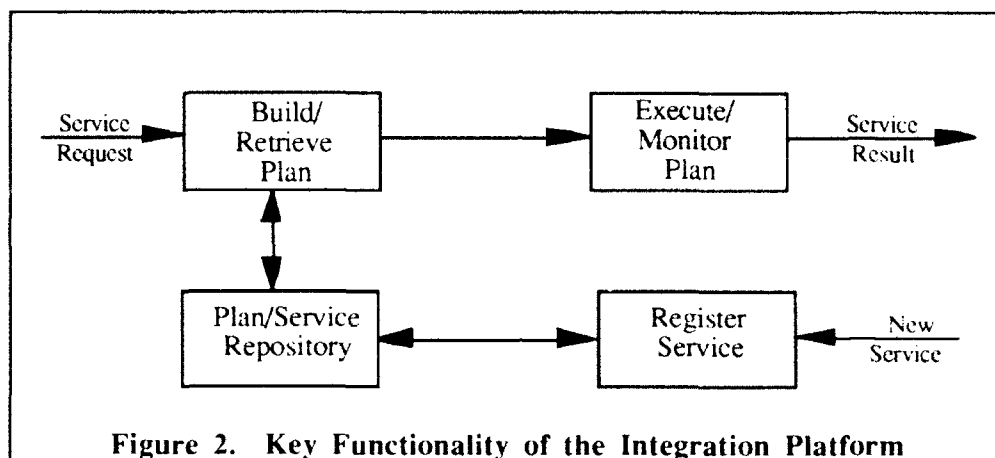 Service
Request
Build/
Retrieve
Plan
Execute/
Monitor
Plan
Service
Result
Plan/Service
Repository
Register
Service
New
Service
Figure 2. Key Functionality of the Integration Platform